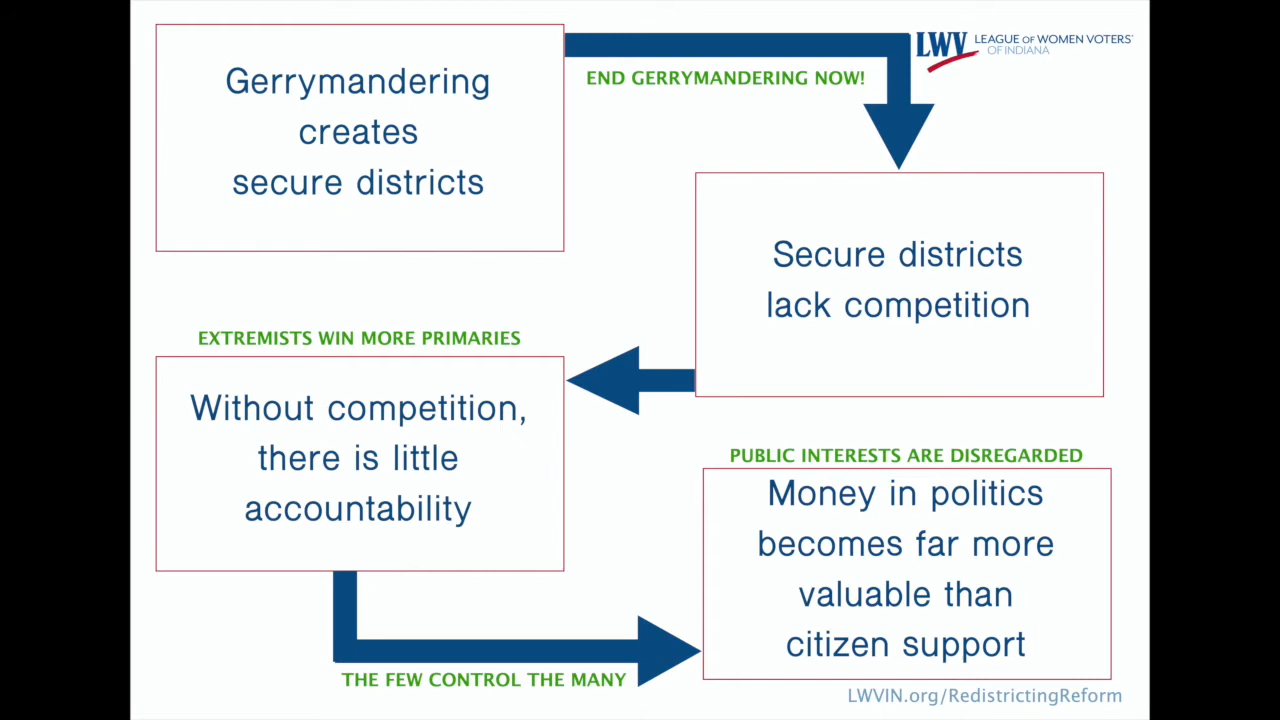 Gerrymandering
creates
secure districts
END GERRYMANDERING NOW!
LWV LEAGUE OF WOMEN VOTERS®
OF INDIANA
Secure districts
lack competition
EXTREMISTS WIN MORE PRIMARIES
Without competition,
there is little
accountability
THE FEW CONTROL THE MANY
PUBLIC INTERESTS ARE DISREGARDED
Money in politics
becomes far more
valuable than
citizen support
LWVIN.org/RedistrictingReform